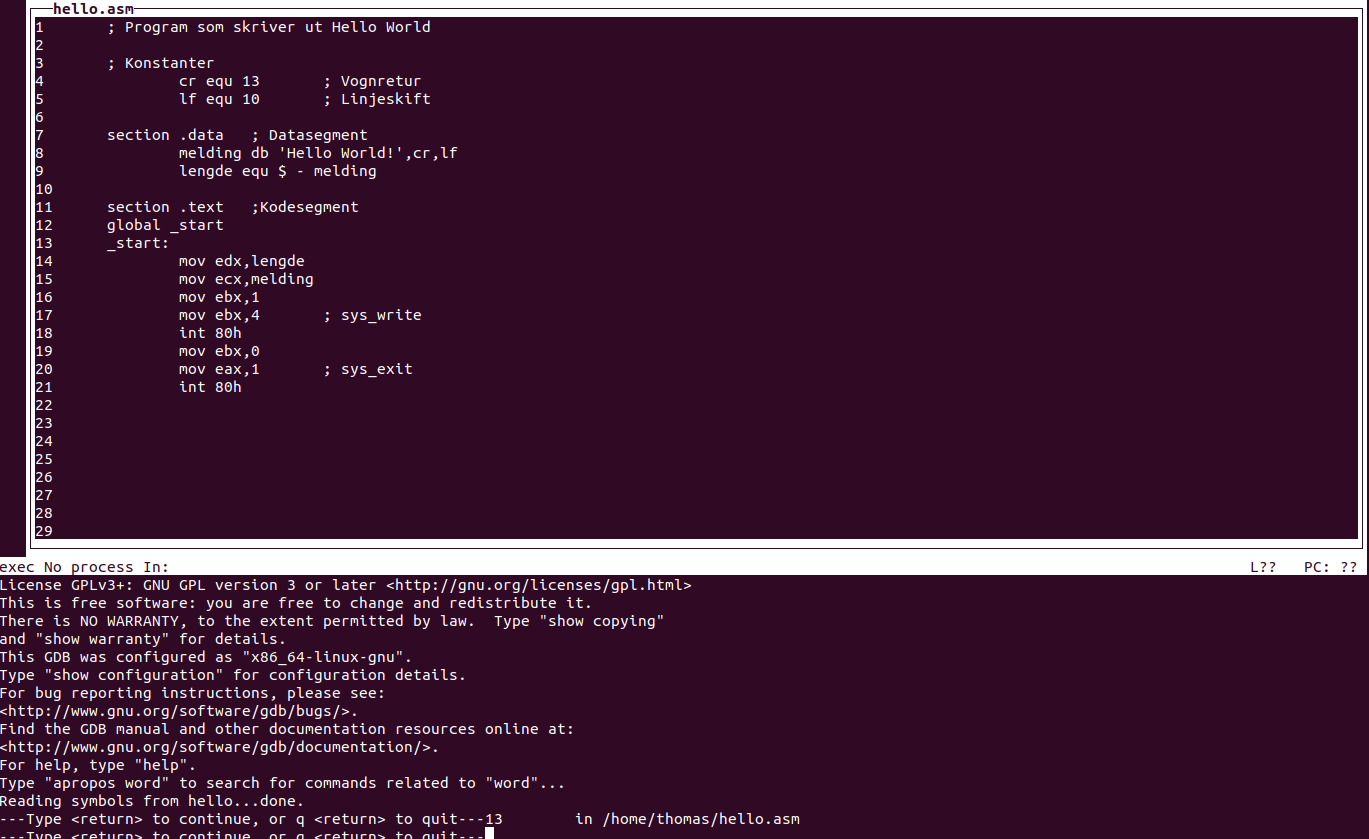 hello.asm
1 ; Program som skriver ut Hello World
2
3 ; Konstanter
4 cr equ 13 ; Vognretur
5 lf equ 10 ; Linjeskift
6
7 section .data ; Datasegment
8 melding db 'Hello World!',cr,lf
9 lengde equ $ - melding
10
11 section .text ;Kodesegment
12 global _start
13 _start:
14 mov edx,lengde
15 mov ecx,melding
16 mov ebx,1
17 mov ebx,4 ; sys_write
18 int 80h
19 mov ebx,0
20 mov eax,1 ; sys_exit
21 int 80h
22
23
24
25
26
27
28
29
exec No process In: L?? PC: ??
License GPLv3+: GNU GPL version 3 or later <http://gnu.org/licenses/gpl.html>
This is free software: you are free to change and redistribute it.
There is NO WARRANTY, to the extent permitted by law.  Type "show copying"
and "show warranty" for details.
This GDB was configured as "x86_64-linux-gnu".
Type "show configuration" for configuration details.
For bug reporting instructions, please see:
<http://www.gnu.org/software/gdb/bugs/>.
Find the GDB manual and other documentation resources online at:
<http://www.gnu.org/software/gdb/documentation/>.
For help, type "help".
Type "apropos word" to search for commands related to "word"...
Reading symbols from hello...done.
---Type <return> to continue, or q <return> to quit---13 in /home/thomas/hello.asm
---Type <return> to continue, or q <return> to quit---